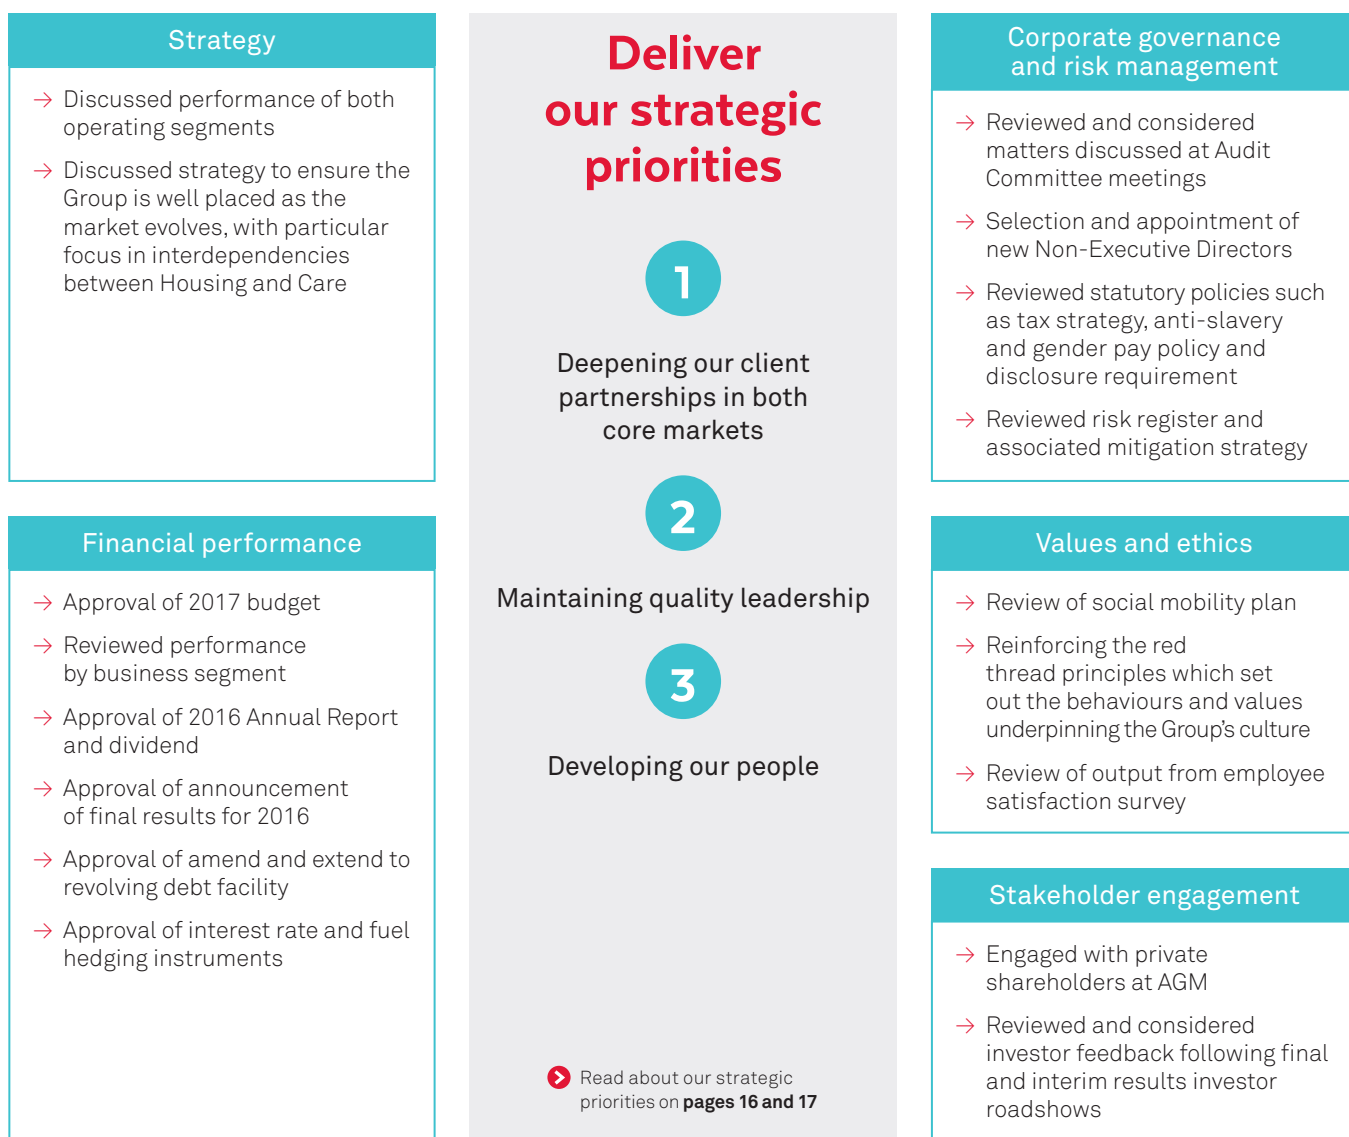 Strategy
→ Discussed performance of both
operating segments
→ Discussed strategy to ensure the
Group is well placed as the
market evolves, with particular
focus in interdependencies
between Housing and Care
Financial performance
→ Approval of 2017 budget
→ Reviewed performance
by business segment
→ Approval of 2016 Annual Report
and dividend
→ Approval of announcement
of final results for 2016
→ Approval of amend and extend to
revolving debt facility
→ Approval of interest rate and fuel
hedging instruments
Deliver
our strategic
priorities
1
Deepening our client
partnerships in both
core markets
2
Maintaining quality leadership
3
Developing our people
Read about our strategic
priorities on pages 16 and 17
Corporate governance
and risk management
→ Reviewed and considered
matters discussed at Audit
Committee meetings
→ Selection and appointment of
new Non-Executive Directors
→ Reviewed statutory policies such
as tax strategy, anti-slavery
and gender pay policy and
disclosure requirement
→ Reviewed risk register and
associated mitigation strategy
Values and ethics
→ Review of social mobility plan
→ Reinforcing the red
thread principles which set
out the behaviours and values
underpinning the Group's culture
→ Review of output from employee
satisfaction survey
Stakeholder engagement
→ Engaged with private
shareholders at AGM
→ Reviewed and considered
investor feedback following final
and interim results investor
roadshows